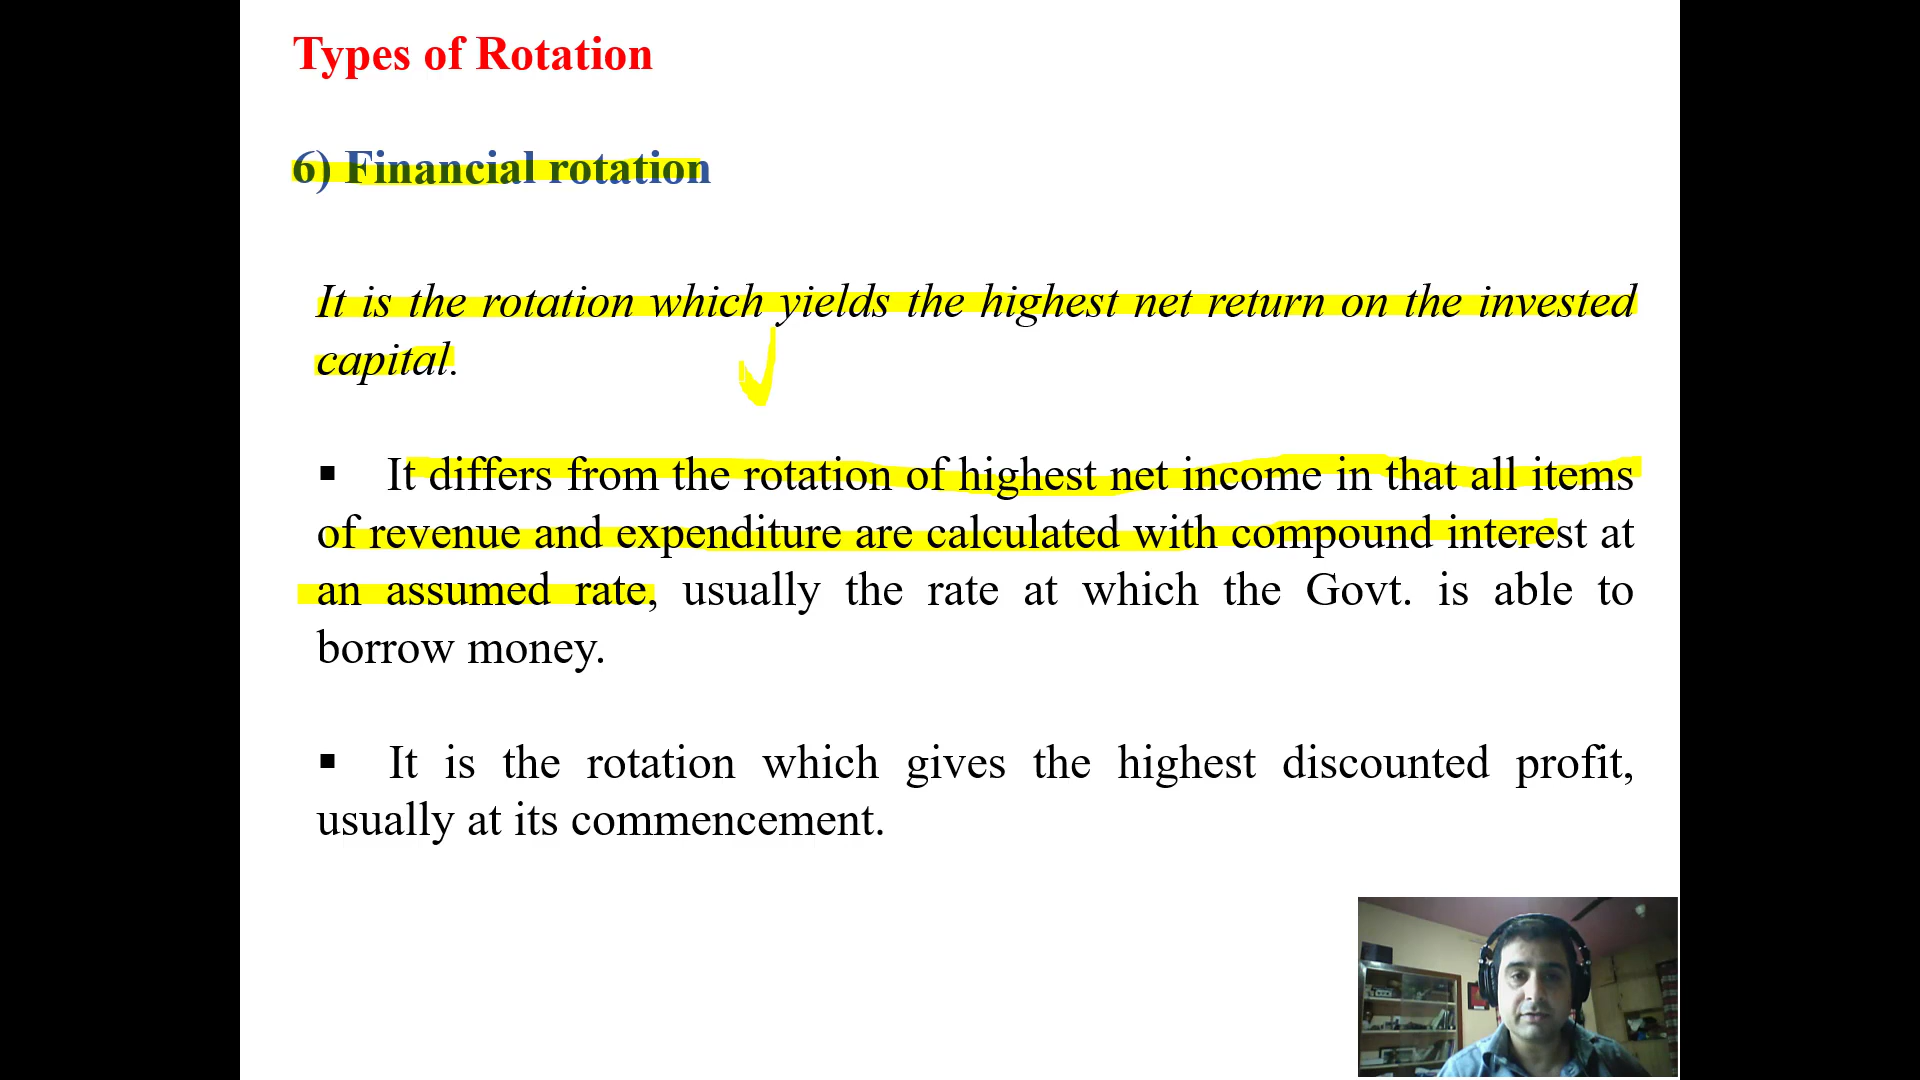 Types of Rotation
6) Financial rotation
It is the rotation which yields the highest net return on the invested
capital.
▪ It differs from the rotation of highest net income in that all items
of revenue and expenditure are calculated with compound interest at
an assumed rate, usually the rate at which the Govt. is able to
borrow money.
▪ It is the rotation which gives the highest discounted profit,
usually at its commencement.